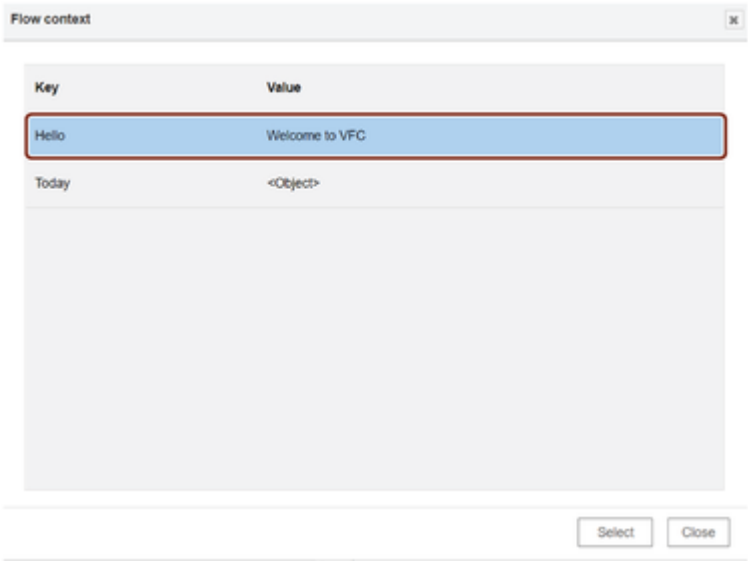 Flow context
Key Value
Hello Welcome to VFC
Today <Object>
Select Close